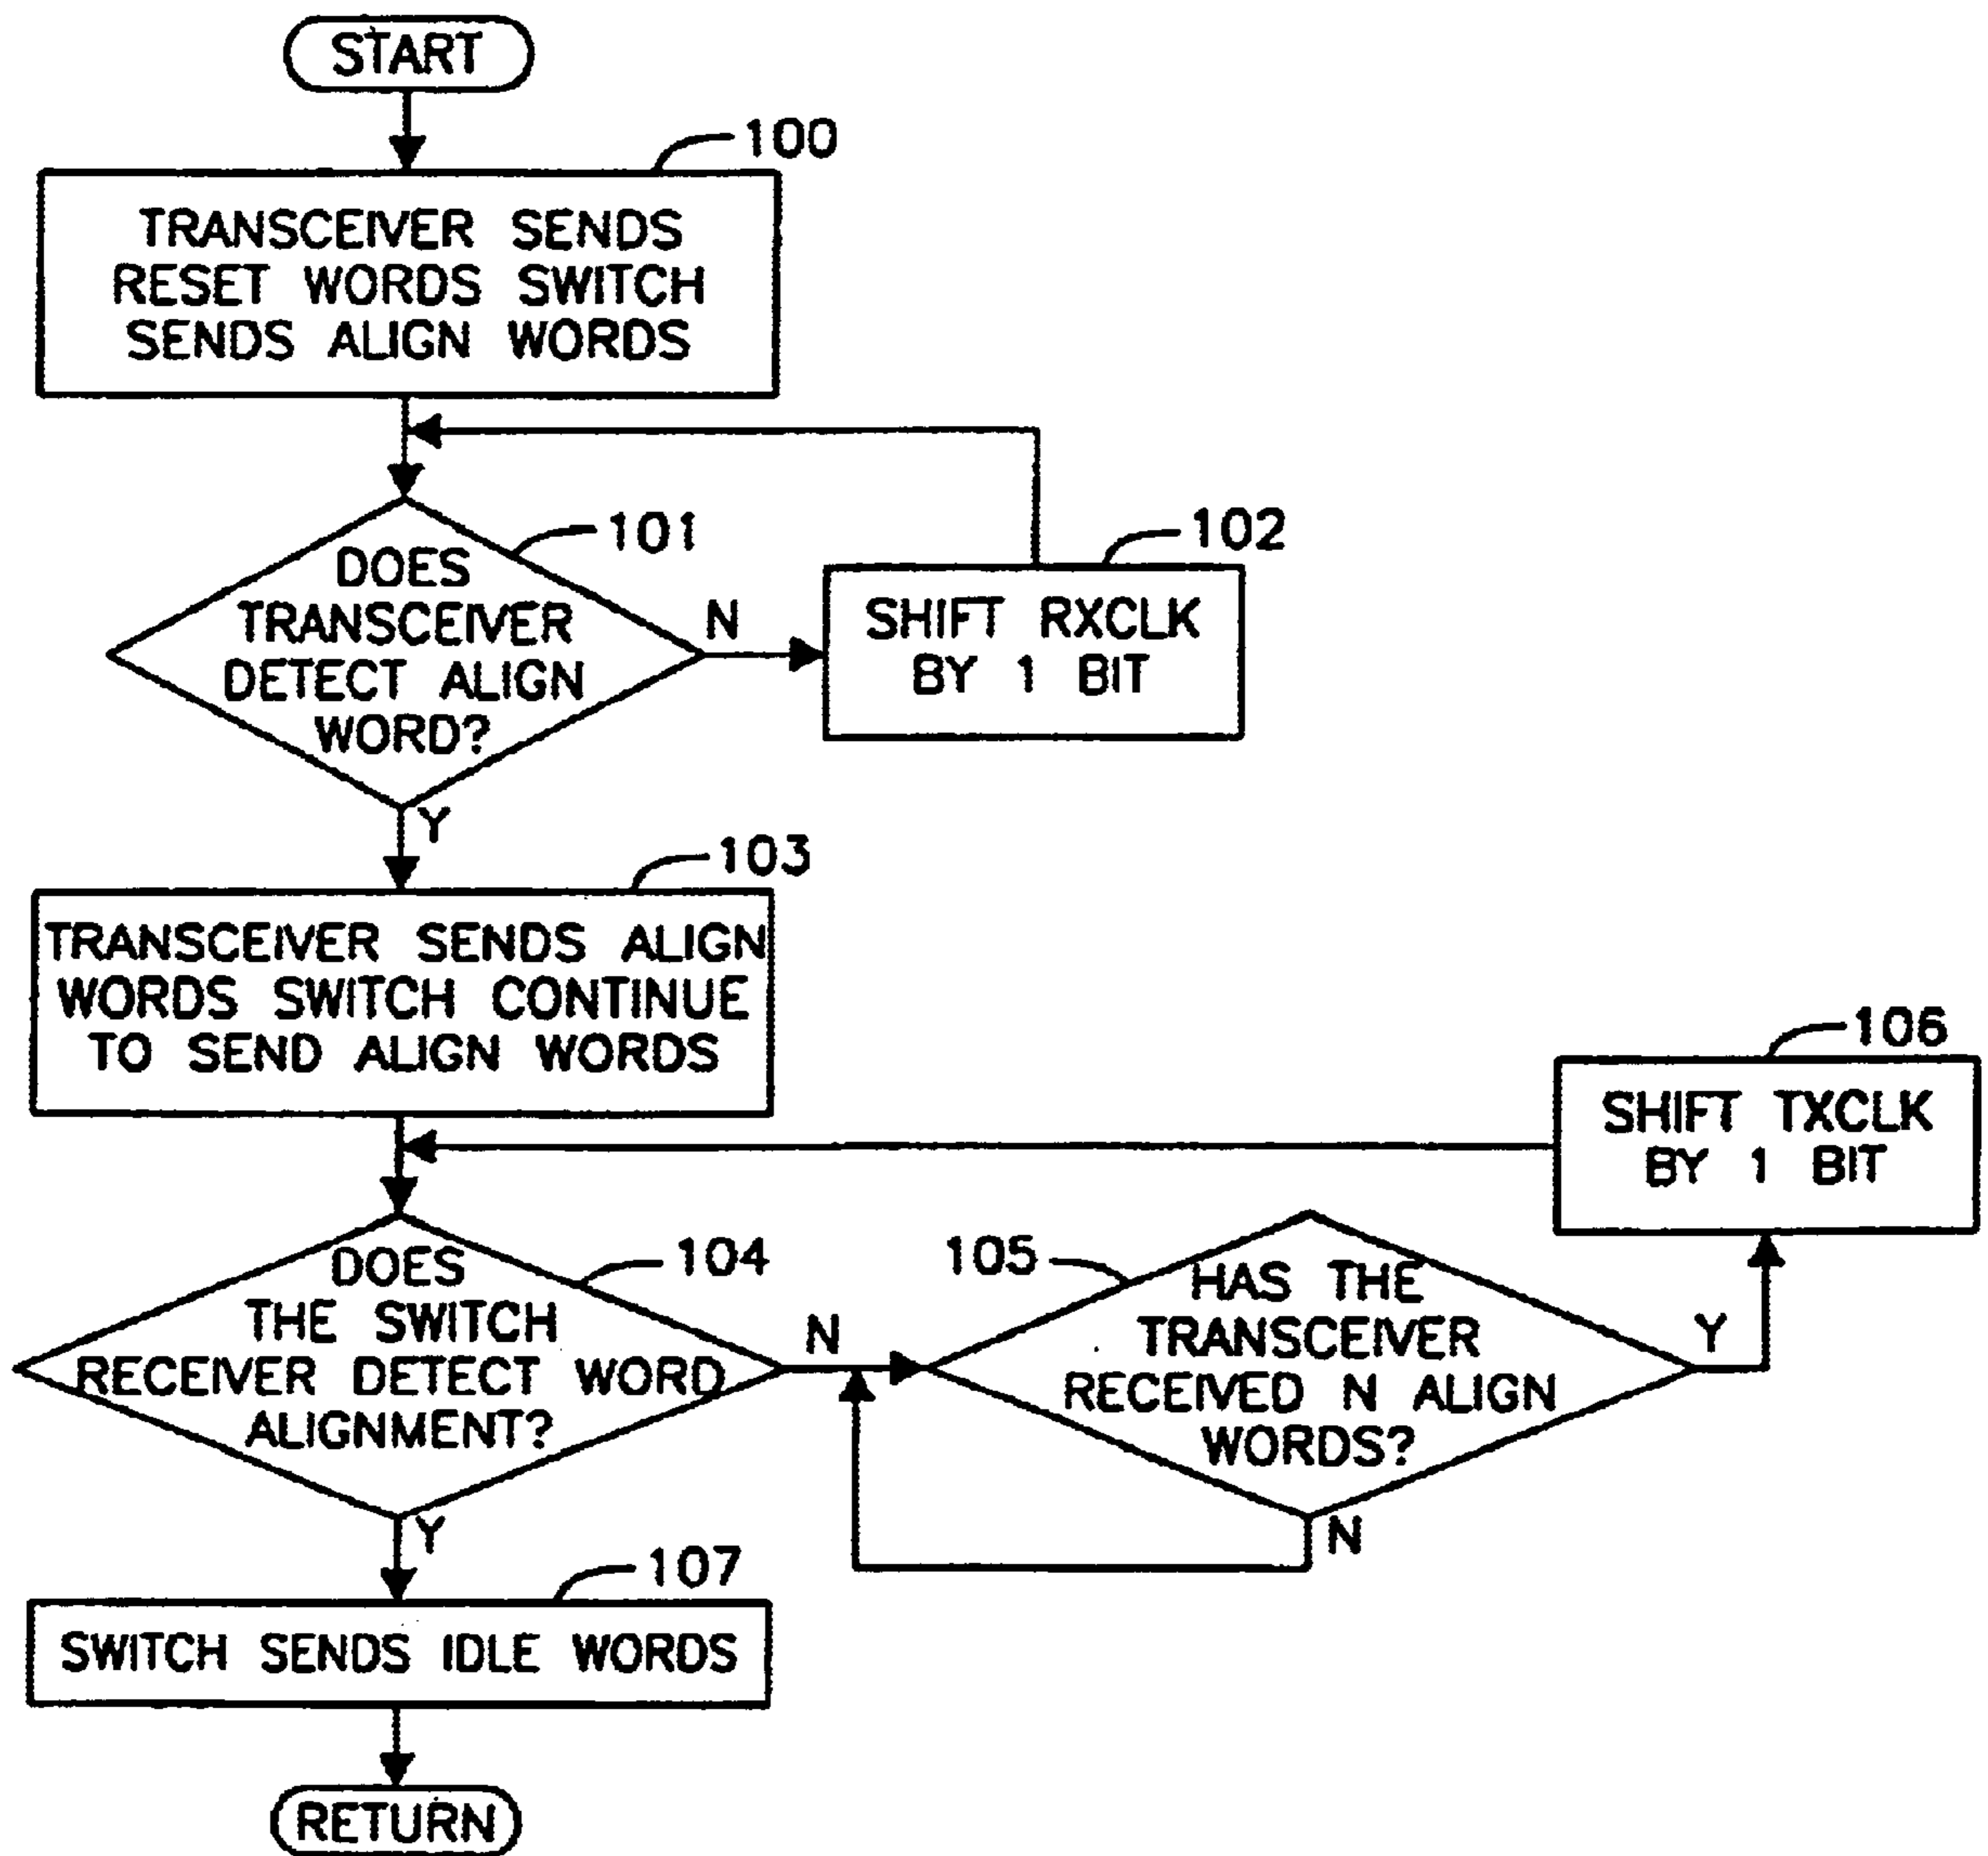 START
100
TRANSCEIVER SENDS
RESET WORDS SWITCH
SENDS ALIGN WORDS
101
DOES
TRANSCEIVER
DETECT ALIGN
WORD?
N
102
SHIFT RXCLK
BY 1 BIT
Y
103
TRANSCEIVER SENDS ALIGN
WORDS SWITCH CONTINUE
TO SEND ALIGN WORDS
106
SHIFT TXCLK
BY 1 BIT
104
DOES
THE SWITCH
RECEIVER DETECT WORD
ALIGNMENT?
N
105
HAS THE
TRANSCEIVER
RECEIVED N ALIGN
WORDS?
Y
N
Y
107
SWITCH SENDS IDLE WORDS
RETURN